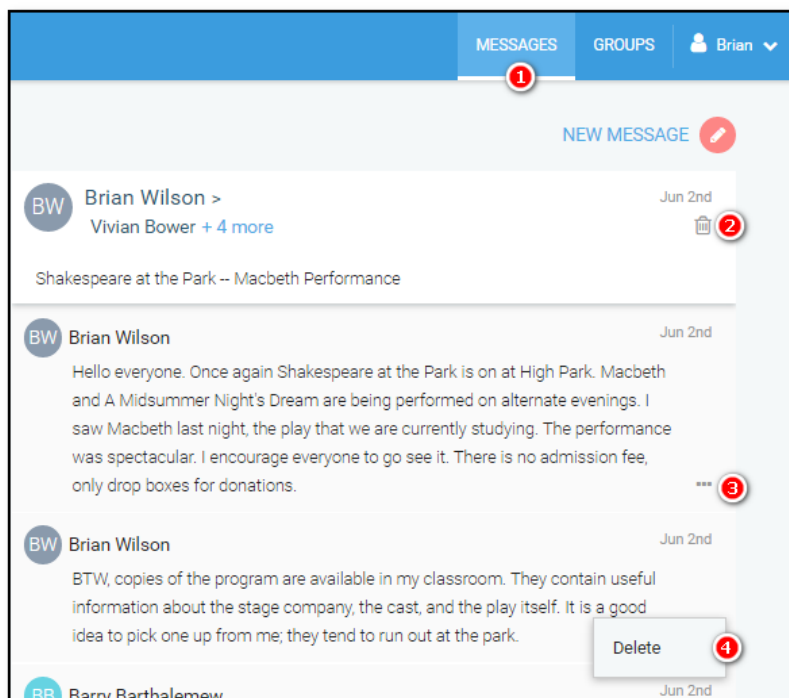 MESSAGES GROUPS Brian
1
NEW MESSAGE
BW Brian Wilson > Jun 2nd
Vivian Bower + 4 more 2
Shakespeare at the Park -- Macbeth Performance
BW Brian Wilson Jun 2nd
Hello everyone. Once again Shakespeare at the Park is on at High Park. Macbeth
and A Midsummer Night's Dream are being performed on alternate evenings. I
saw Macbeth last night, the play that we are currently studying. The performance
was spectacular. I encourage everyone to go see it. There is no admission fee,
only drop boxes for donations. 3
BW Brian Wilson Jun 2nd
BTW, copies of the program are available in my classroom. They contain useful
information about the stage company, the cast, and the play itself. It is a good
idea to pick one up from me; they tend to run out at the park.
Delete 4
BB Barry Barthalemew Jun 2nd